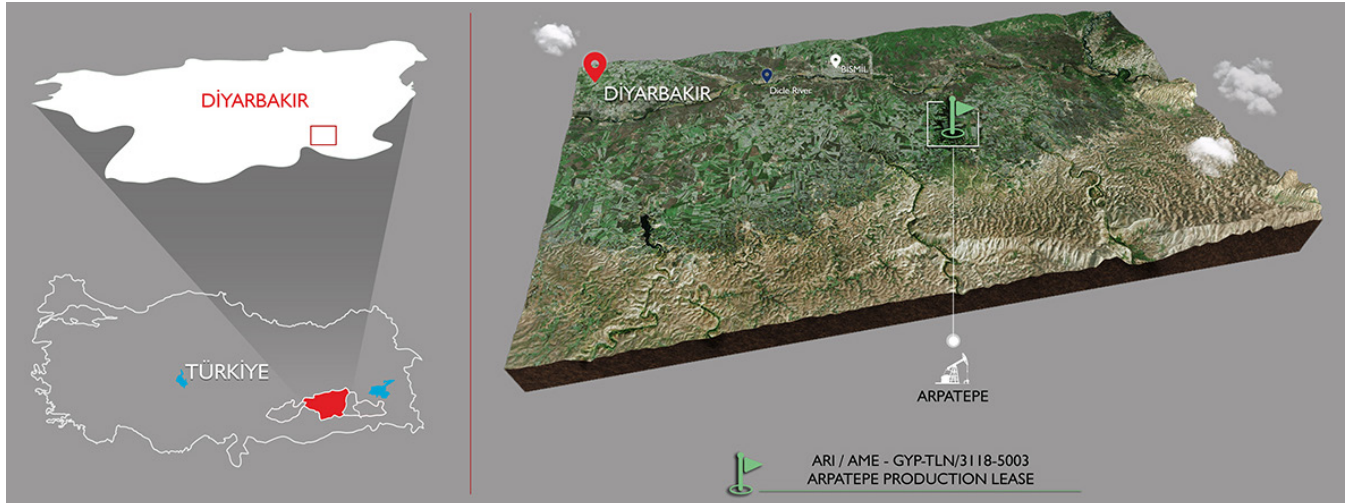 DİYARBAKIR
TÜRKİYE
DİYARBAKIR
Dicle River
BİSMİL
ARPATEPE
ARI / AME - GYP-TLN/3118-5003
ARPATEPE PRODUCTION LEASE